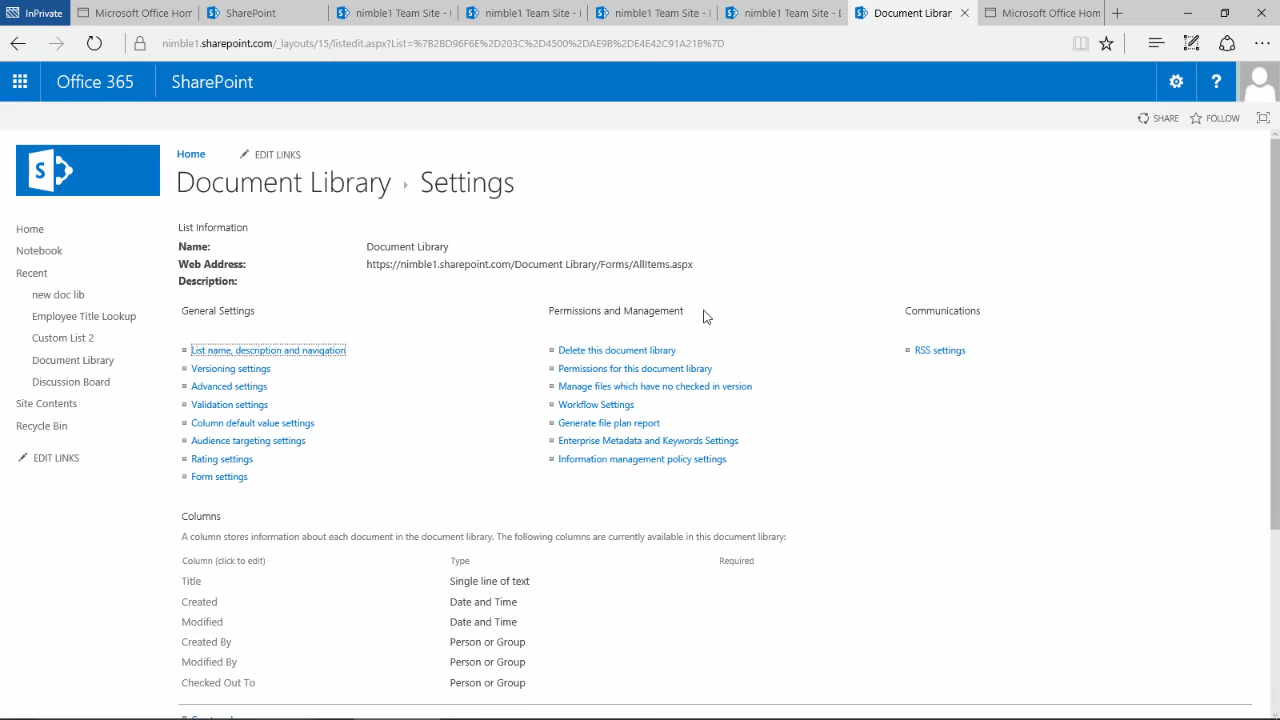 InPrivate
Microsoft Office Hom
SharePoint
nimble1 Team Site -
nimble1 Team Site -
nimble1 Team Site -
nimble1 Team Site -
Document Library
Microsoft Office Hom
nimble1.sharepoint.com/_layouts/15/listedit.aspx?List=%7B2BD96F6E%2D203C%2D4500%2DAE9B%2DE4E42C91A21B%7D
Office 365
SharePoint
?
SHARE
FOLLOW
S
Home
EDIT LINKS
Document Library
Settings
Home
Notebook
Recent
new doc lib
Employee Title Lookup
Custom List 2
Document Library
Discussion Board
Site Contents
Recycle Bin
EDIT LINKS
List Information
Name: Document Library
Web Address: https://nimble1.sharepoint.com/Document Library/Forms/AllItems.aspx
Description:
General Settings
List name, description and navigation
Versioning settings
Advanced settings
Validation settings
Column default value settings
Audience targeting settings
Rating settings
Form settings
Permissions and Management
Delete this document library
Permissions for this document library
Manage files which have no checked in version
Workflow Settings
Generate file plan report
Enterprise Metadata and Keywords Settings
Information management policy settings
Communications
RSS settings
Columns
A column stores information about each document in the document library. The following columns are currently available in this document library:
Column (click to edit) Type Required
Title Single line of text
Created Date and Time
Modified Date and Time
Created By Person or Group
Modified By Person or Group
Checked Out To Person or Group